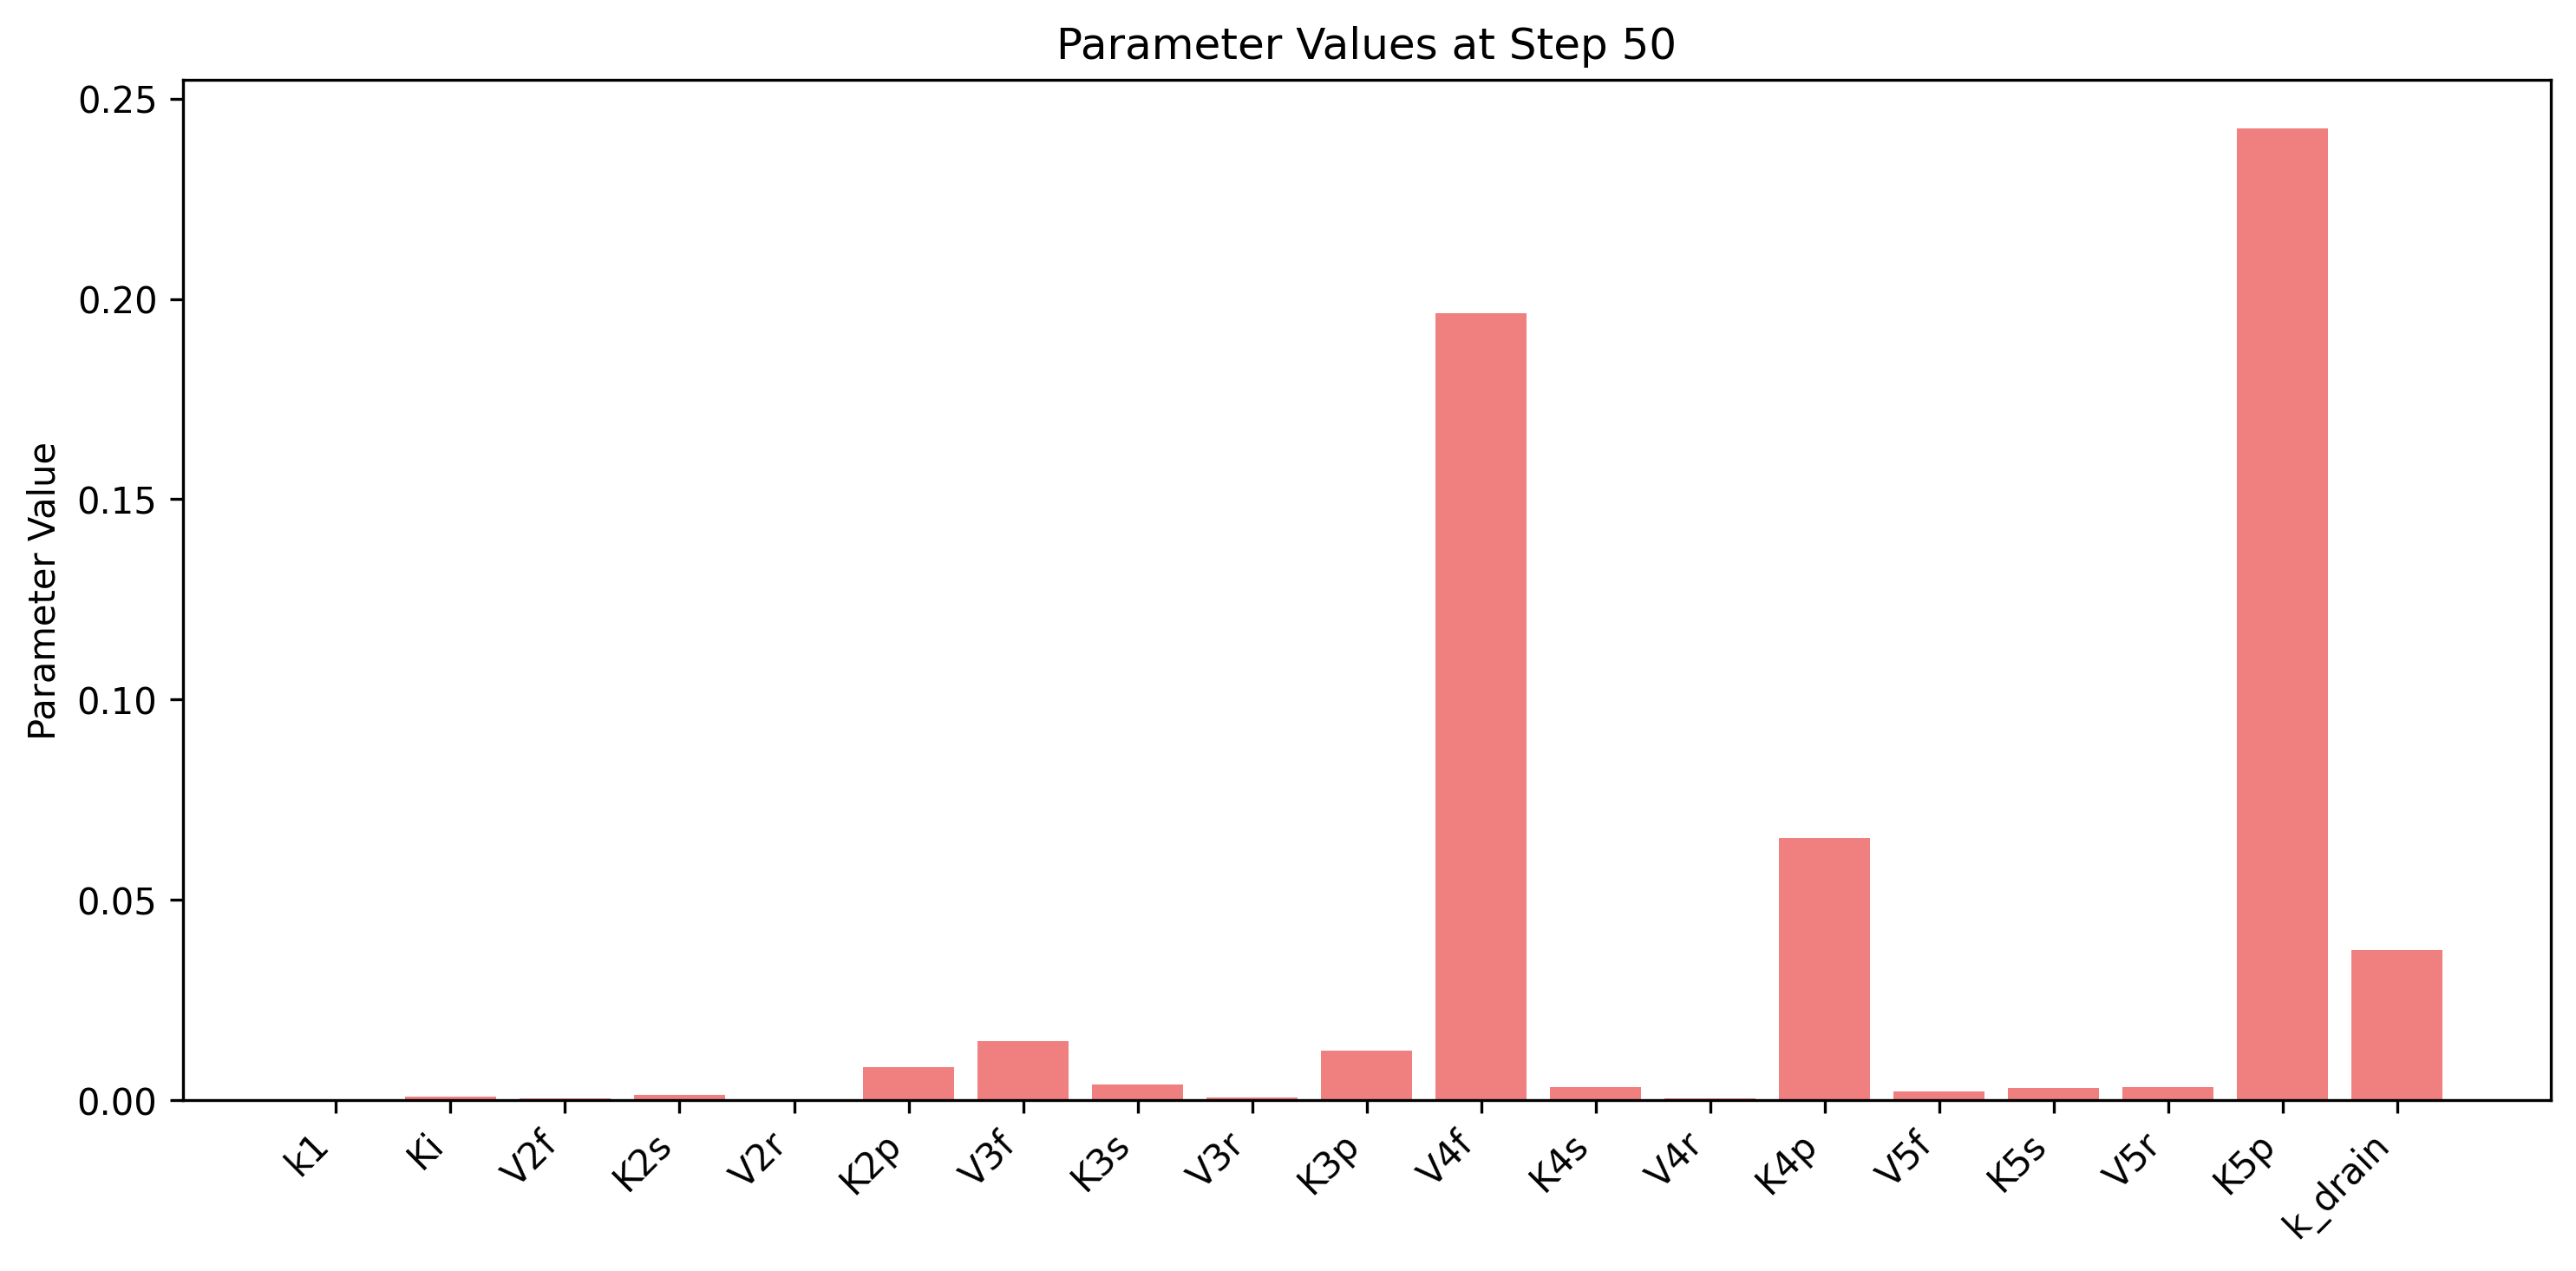 Parameter Values at Step 50
Parameter Value
0.25
0.20
0.15
0.10
0.05
0.00
k1
Ki
V2f
K2s
V2r
K2p
V3f
K3s
V3r
K3p
V4f
K4s
V4r
K4p
V5f
K5s
V5r
K5p
k_drain